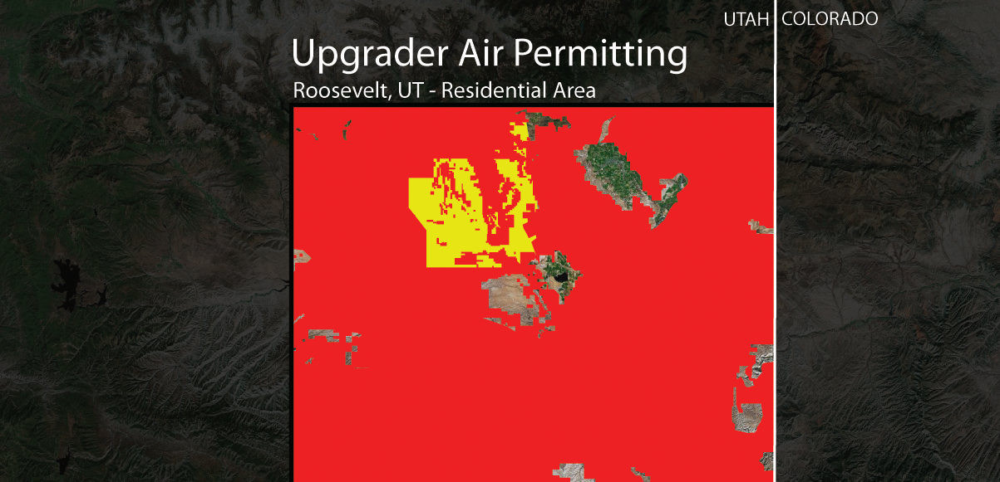 UTAH COLORADO
Upgrader Air Permitting
Roosevelt, UT - Residential Area